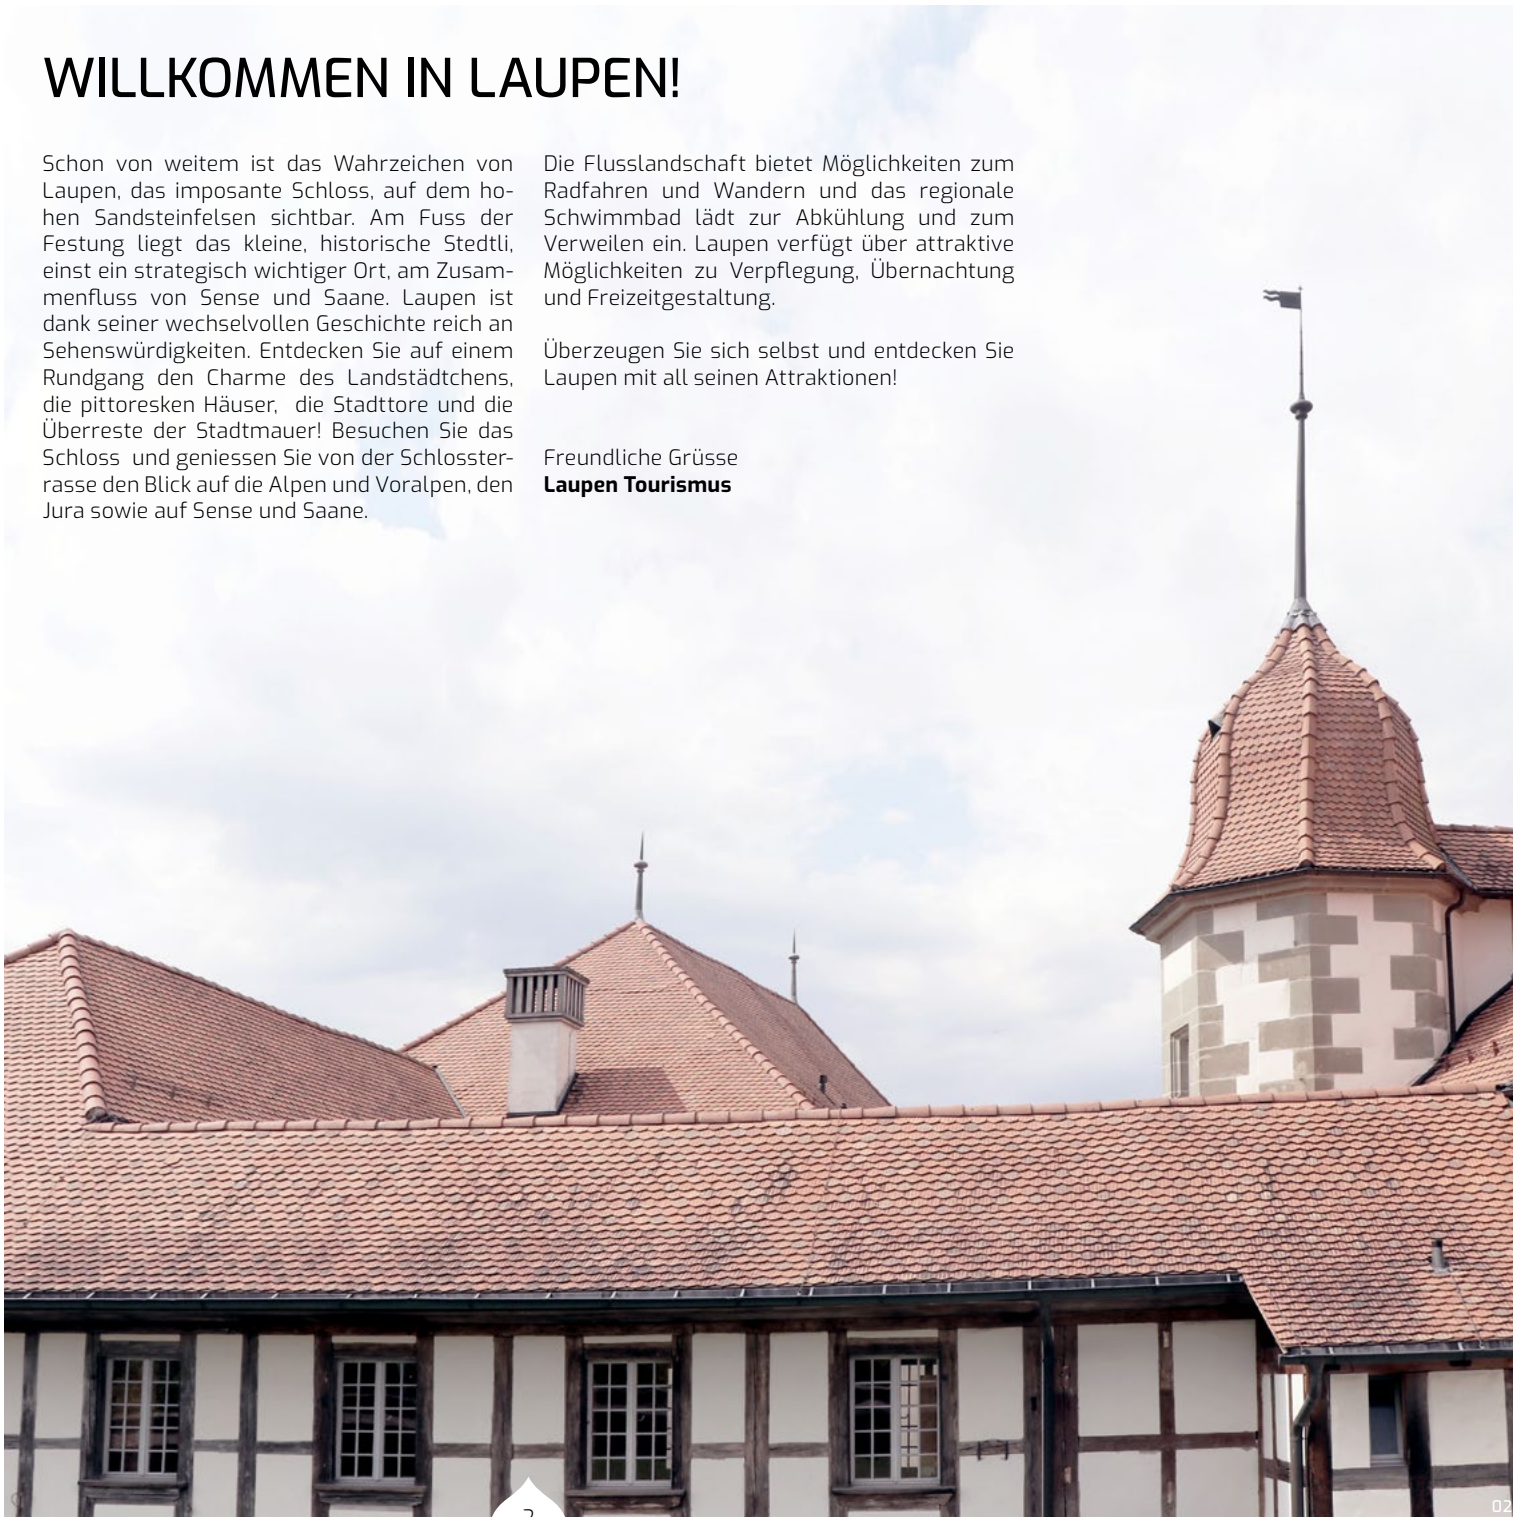 WILLKOMMEN IN LAUPEN!
Schon von weitem ist das Wahrzeichen von
Laupen, das imposante Schloss, auf dem ho-
hen Sandsteinfelsen sichtbar. Am Fuss der
Festung liegt das kleine, historische Stedtli,
einst ein strategisch wichtiger Ort, am Zusam-
menfluss von Sense und Saane. Laupen ist
dank seiner wechselvollen Geschichte reich an
Sehenswürdigkeiten. Entdecken Sie auf einem
Rundgang den Charme des Landstädtchens,
die pittoresken Häuser, die Stadttore und die
Überreste der Stadtmauer! Besuchen Sie das
Schloss und geniessen Sie von der Schlosster-
rasse den Blick auf die Alpen und Voralpen, den
Jura sowie auf Sense und Saane.
Die Flusslandschaft bietet Möglichkeiten zum
Radfahren und Wandern und das regionale
Schwimmbad lädt zur Abkühlung und zum
Verweilen ein. Laupen verfügt über attraktive
Möglichkeiten zu Verpflegung, Übernachtung
und Freizeitgestaltung.
Überzeugen Sie sich selbst und entdecken Sie
Laupen mit all seinen Attraktionen!
Freundliche Grüsse
Laupen Tourismus
02